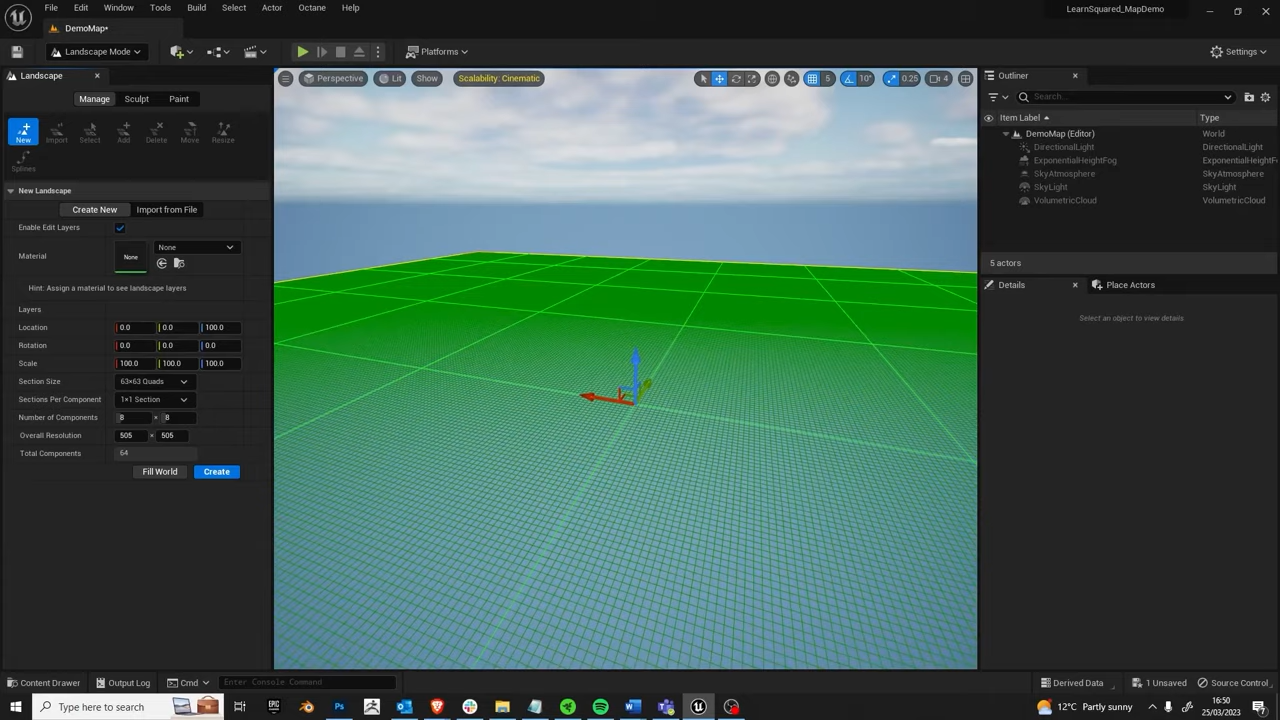 File Edit Window Tools Build Select Actor Octane Help
LearnSquared_MapDemo
DemoMap*
Landscape Mode
Platforms
Settings
Landscape
Perspective Lit Show Scalability: Cinematic
5 10° 0.25 4
Outliner
Manage Sculpt Paint
Search...
Item Label Type
New Import Select Add Delete Move Resize
DemoMap (Editor) World
DirectionalLight DirectionalLight
ExponentialHeightFog ExponentialHeightF
Splines
SkyAtmosphere SkyAtmosphere
SkyLight SkyLight
New Landscape
VolumetricCloud VolumetricCloud
Create New Import from File
Enable Edit Layers
Material None None
5 actors
Details Place Actors
Hint: Assign a material to see landscape layers
Layers
Select an object to view details
Location 0.0 0.0 100.0
Rotation 0.0 0.0 0.0
Scale 100.0 100.0 100.0
Section Size 63×63 Quads
Sections Per Component 1×1 Section
Number of Components 8 × 8
Overall Resolution 505 × 505
Total Components 64
Fill World Create
Content Drawer Output Log Cmd Enter Console Command
Derived Data 1 Unsaved Source Control
Type here to search
EPIC
Ps
12°C Partly sunny
16:50
25/03/2023